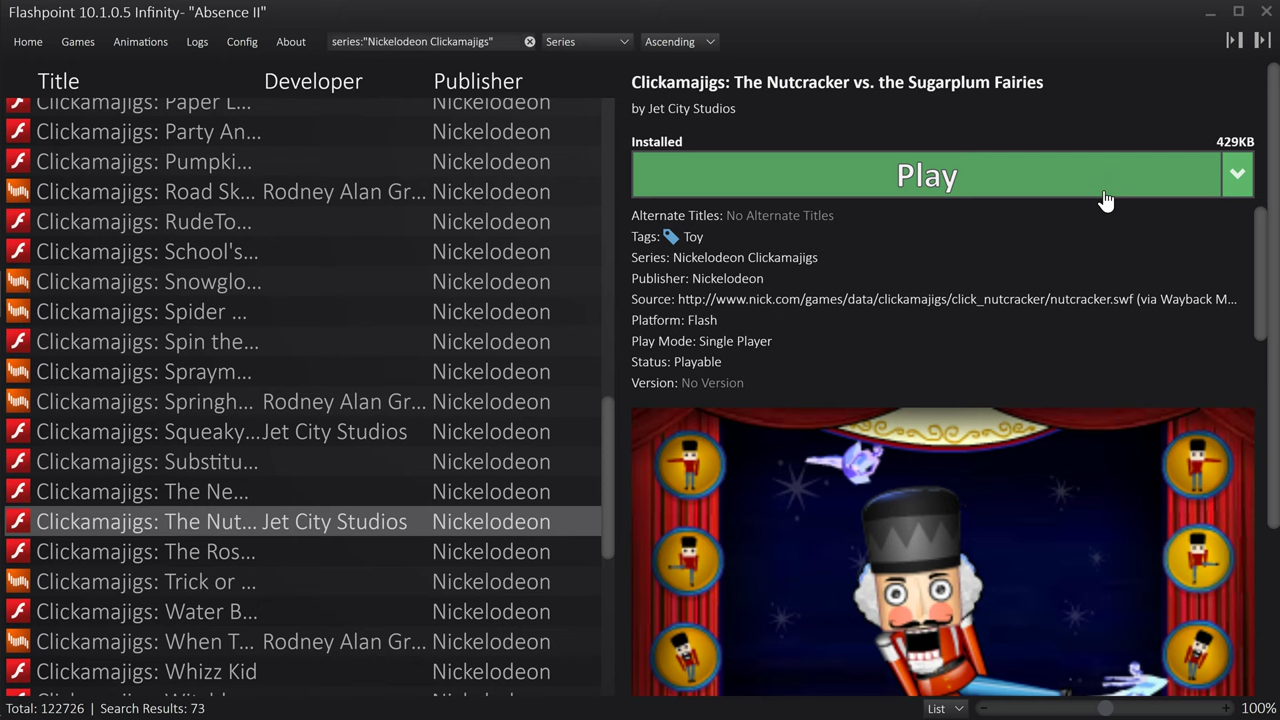 Flashpoint 10.1.0.5 Infinity- "Absence II"
Home Games Animations Logs Config About series:"Nickelodeon Clickamajigs" Series Ascending
Title Developer Publisher
Clickamajigs: Paper L... Nickelodeon
Clickamajigs: Party An... Nickelodeon
Clickamajigs: Pumpki... Nickelodeon
Clickamajigs: Road Sk... Rodney Alan Gr... Nickelodeon
Clickamajigs: RudeTo... Nickelodeon
Clickamajigs: School's... Nickelodeon
Clickamajigs: Snowglo... Nickelodeon
Clickamajigs: Spider ... Nickelodeon
Clickamajigs: Spin the... Nickelodeon
Clickamajigs: Spraym... Nickelodeon
Clickamajigs: Springh... Rodney Alan Gr... Nickelodeon
Clickamajigs: Squeaky... Jet City Studios Nickelodeon
Clickamajigs: Substitu... Nickelodeon
Clickamajigs: The Ne... Nickelodeon
Clickamajigs: The Nut... Jet City Studios Nickelodeon
Clickamajigs: The Ros... Nickelodeon
Clickamajigs: Trick or ... Nickelodeon
Clickamajigs: Water B... Nickelodeon
Clickamajigs: When T... Rodney Alan Gr... Nickelodeon
Clickamajigs: Whizz Kid Nickelodeon
Clickamajigs: The Nutcracker vs. the Sugarplum Fairies
by Jet City Studios
Installed 429KB
Play
Alternate Titles: No Alternate Titles
Tags: Toy
Series: Nickelodeon Clickamajigs
Publisher: Nickelodeon
Source: http://www.nick.com/games/data/clickamajigs/click_nutcracker/nutcracker.swf (via Wayback M...
Platform: Flash
Play Mode: Single Player
Status: Playable
Version: No Version
Total: 122726 | Search Results: 73 List 100%